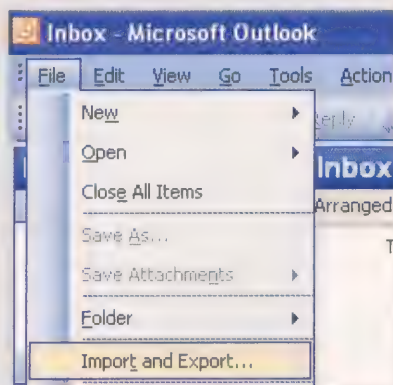 Inbox - Microsoft Outlook
File Edit View Go Tools Action
New
Reply
Open
Inbox
Close All Items
Arranged
Save As...
Save Attachments
Folder
Import and Export...